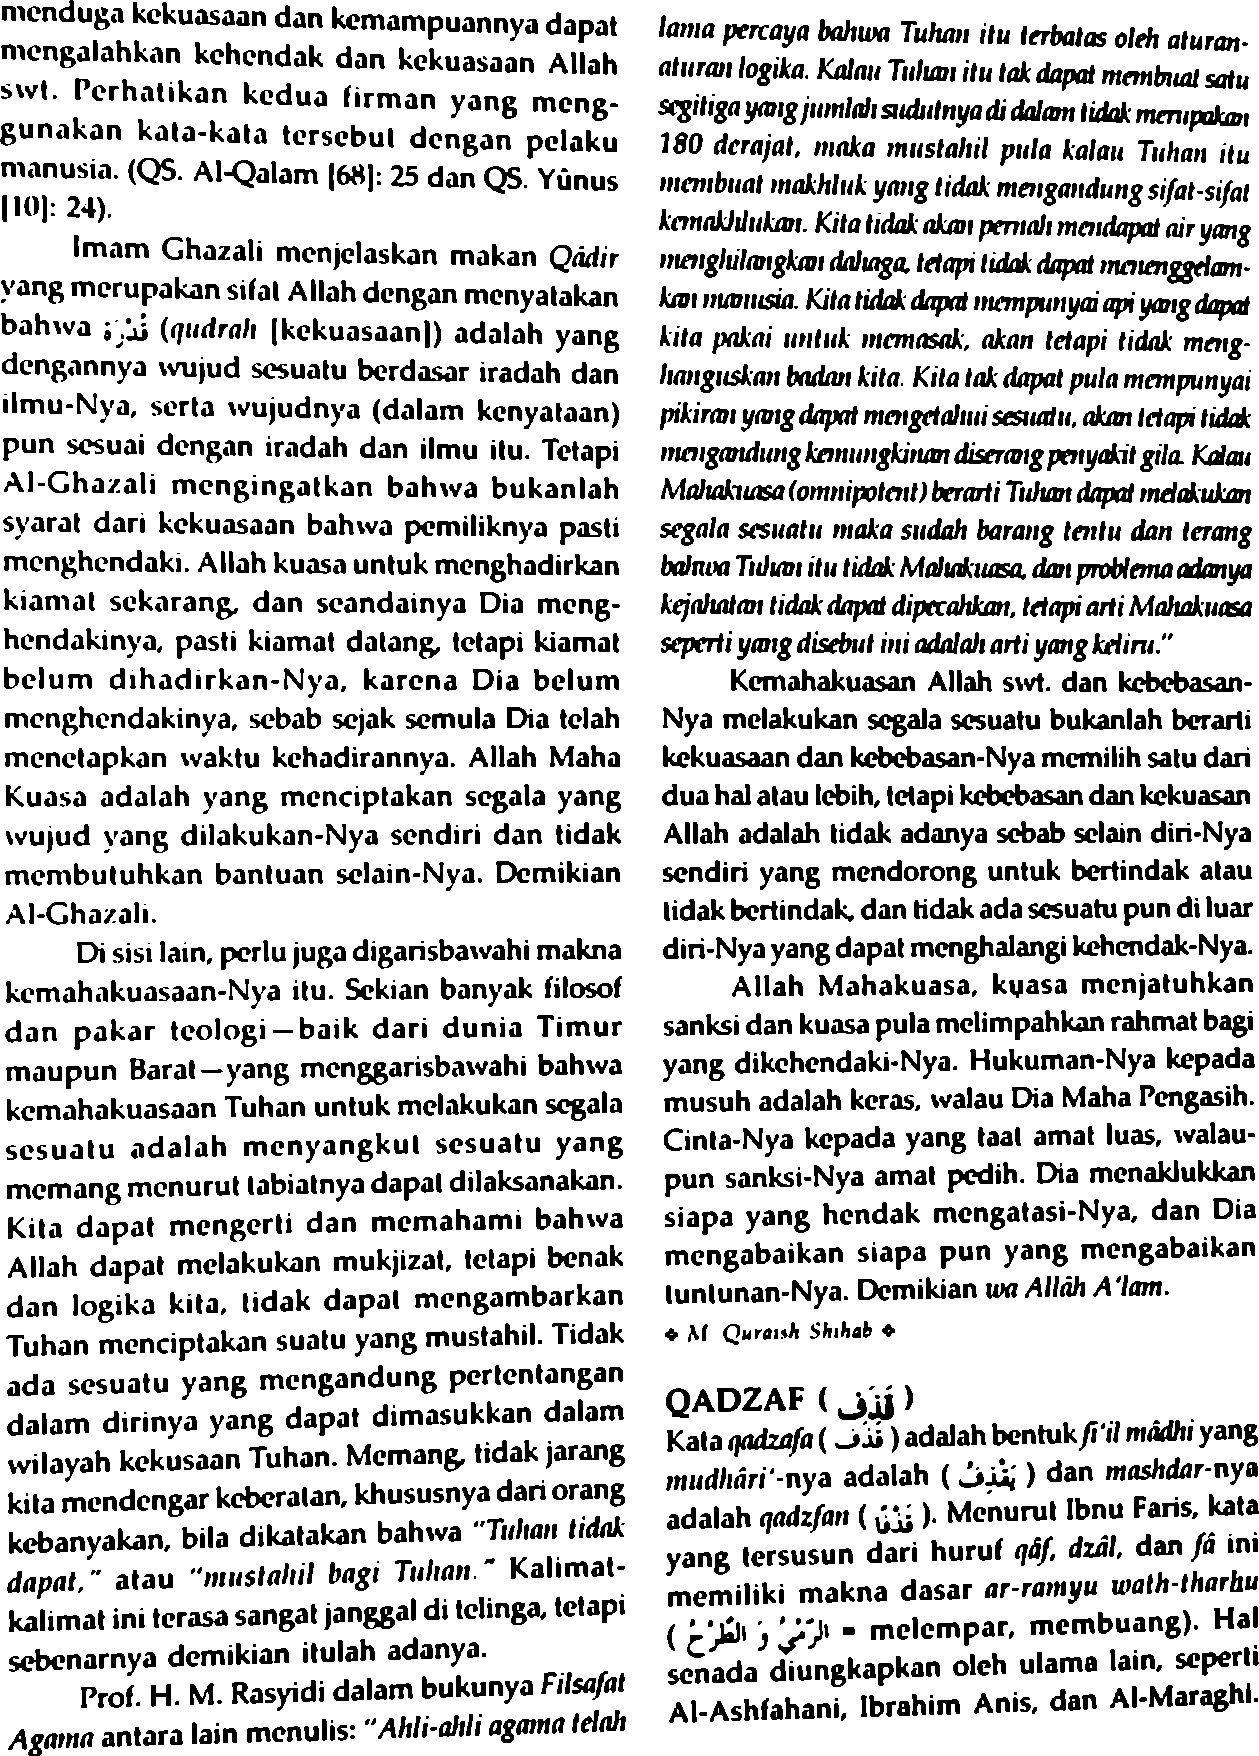 menduga kekuasaan dan kemampuannya dapat
mengalahkan kehendak dan kekuasaan Allah
swt. Perhatikan kedua firman yang meng-
gunakan kata-kata tersebut dengan pelaku
manusia. (QS. Al-Qalam [68]: 25 dan QS. Yûnus
[10]: 24).
Imam Ghazali menjelaskan makan Qâdir
yang merupakan sifat Allah dengan menyatakan
bahwa قُدْرَة (qudrah [kekuasaan]) adalah yang
dengannya wujud sesuatu berdasar iradah dan
ilmu-Nya, serta wujudnya (dalam kenyataan)
pun sesuai dengan iradah dan ilmu itu. Tetapi
Al-Ghazali mengingatkan bahwa bukanlah
syarat dari kekuasaan bahwa pemiliknya pasti
menghendaki. Allah kuasa untuk menghadirkan
kiamat sekarang, dan seandainya Dia meng-
hendakinya, pasti kiamat datang, tetapi kiamat
belum dihadirkan-Nya, karena Dia belum
menghendakinya, sebab sejak semula Dia telah
menetapkan waktu kehadirannya. Allah Maha
Kuasa adalah yang menciptakan segala yang
wujud yang dilakukan-Nya sendiri dan tidak
membutuhkan bantuan selain-Nya. Demikian
Al-Ghazali.
Di sisi lain, perlu juga digarisbawahi makna
kemahakuasaan-Nya itu. Sekian banyak filosof
dan pakar teologi—baik dari dunia Timur
maupun Barat—yang menggarisbawahi bahwa
kemahakuasaan Tuhan untuk melakukan segala
sesuatu adalah menyangkut sesuatu yang
memang menurut tabiatnya dapat dilaksanakan.
Kita dapat mengerti dan memahami bahwa
Allah dapat melakukan mukjizat, tetapi benak
dan logika kita, tidak dapat mengambarkan
Tuhan menciptakan suatu yang mustahil. Tidak
ada sesuatu yang mengandung pertentangan
dalam dirinya yang dapat dimasukkan dalam
wilayah kekusaan Tuhan. Memang, tidak jarang
kita mendengar keberatan, khususnya dari orang
kebanyakan, bila dikatakan bahwa "Tuhan tidak
dapat," atau "mustahil bagi Tuhan." Kalimat-
kalimat ini terasa sangat janggal di telinga, tetapi
sebenarnya demikian itulah adanya.
Prof. H. M. Rasyidi dalam bukunya Filsafat
Agama antara lain menulis: "Ahli-ahli agama telah
lama percaya bahwa Tuhan itu terbatas oleh aturan-
aturan logika. Kalau Tuhan itu tak dapat membuat satu
segitiga yang jumlah sudutnya di dalam tidak merupakan
180 derajat, maka mustahil pula kalau Tuhan itu
membuat makhluk yang tidak mengandung sifat-sifat
kemakhlukan. Kita tidak akan pernah mendapat air yang
menghilangkan dahaga, tetapi tidak dapat menenggelam-
kan manusia. Kita tidak dapat mempunyai api yang dapat
kita pakai untuk memasak, akan tetapi tidak meng-
hanguskan badan kita. Kita tak dapat pula mempunyai
pikiran yang dapat mengetahui sesuatu, akan tetapi tidak
mengandung kemungkinan diserang penyakit gila. Kalau
Mahakuasa (omnipotent) berarti Tuhan dapat melakukan
segala sesuatu maka sudah barang tentu dan terang
bahwa Tuhan itu tidak Mahakuasa, dan problema adanya
kejahatan tidak dapat dipecahkan, tetapi arti Mahakuasa
seperti yang disebut ini adalah arti yang keliru."
Kemahakuasan Allah swt. dan kebebasan-
Nya melakukan segala sesuatu bukanlah berarti
kekuasaan dan kebebasan-Nya memilih satu dari
dua hal atau lebih, tetapi kebebasan dan kekuasan
Allah adalah tidak adanya sebab selain diri-Nya
sendiri yang mendorong untuk bertindak atau
tidak bertindak, dan tidak ada sesuatu pun di luar
diri-Nya yang dapat menghalangi kehendak-Nya.
Allah Mahakuasa, kuasa menjatuhkan
sanksi dan kuasa pula melimpahkan rahmat bagi
yang dikehendaki-Nya. Hukuman-Nya kepada
musuh adalah keras, walau Dia Maha Pengasih.
Cinta-Nya kepada yang taat amat luas, walau-
pun sanksi-Nya amat pedih. Dia menaklukkan
siapa yang hendak mengatasi-Nya, dan Dia
mengabaikan siapa pun yang mengabaikan
tuntunan-Nya. Demikian wa Allâh A'lam.
❖ M Quraish Shihab ❖
QADZAF ( قَذَف )
Kata qadzafa ( قَذَفَ ) adalah bentuk fi'il mâdhi yang
mudhâri'-nya adalah ( يَقْذِفُ ) dan mashdar-nya
adalah qadzfan ( قَذْفًا ). Menurut Ibnu Faris, kata
yang tersusun dari huruf qâf, dzâl, dan fâ ini
memiliki makna dasar ar-ramyu wath-tharhu
( الرَّمْيُ وَ الطَّرْحُ = melempar, membuang). Hal
senada diungkapkan oleh ulama lain, seperti
Al-Ashfahani, Ibrahim Anis, dan Al-Maraghi.